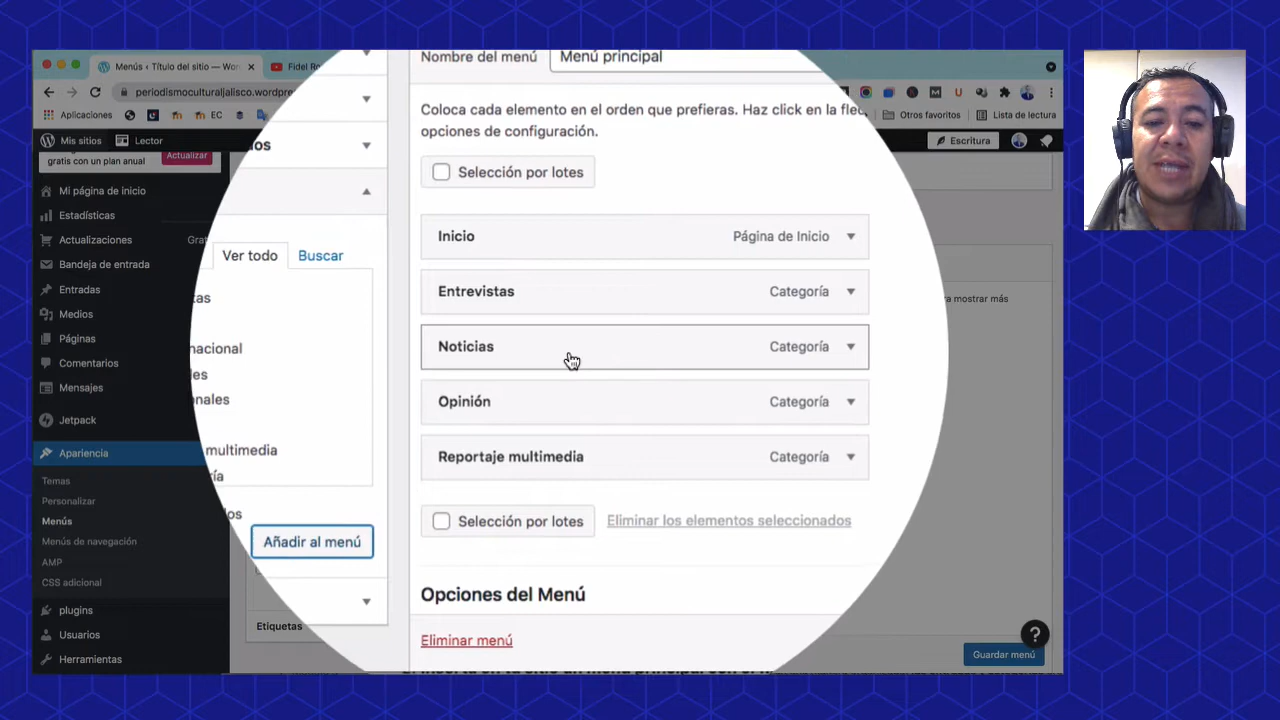 Menús ‹ Título del sitio — Wor
Fidel Ro
periodismoculturaljalisco.wordpre
Aplicaciones
EC
Otros favoritos
Lista de lectura
Mis sitios
Lector
Escritura
gratis con un plan anual
Actualizar
Mi página de inicio
Estadísticas
Actualizaciones
Bandeja de entrada
Entradas
Medios
Páginas
Comentarios
Mensajes
Jetpack
Apariencia
Temas
Personalizar
Menús
Menús de navegación
AMP
CSS adicional
plugins
Usuarios
Herramientas
Ver todo
Buscar
tas
nacional
les
nales
multimedia
ía
os
Añadir al menú
Etiquetas
Nombre del menú
Menú principal
Coloca cada elemento en el orden que prefieras. Haz click en la flec
opciones de configuración.
Selección por lotes
Inicio Página de Inicio
Entrevistas Categoría
Noticias Categoría
Opinión Categoría
Reportaje multimedia Categoría
Selección por lotes Eliminar los elementos seleccionados
Opciones del Menú
Eliminar menú
ra mostrar más
?
Guardar menú